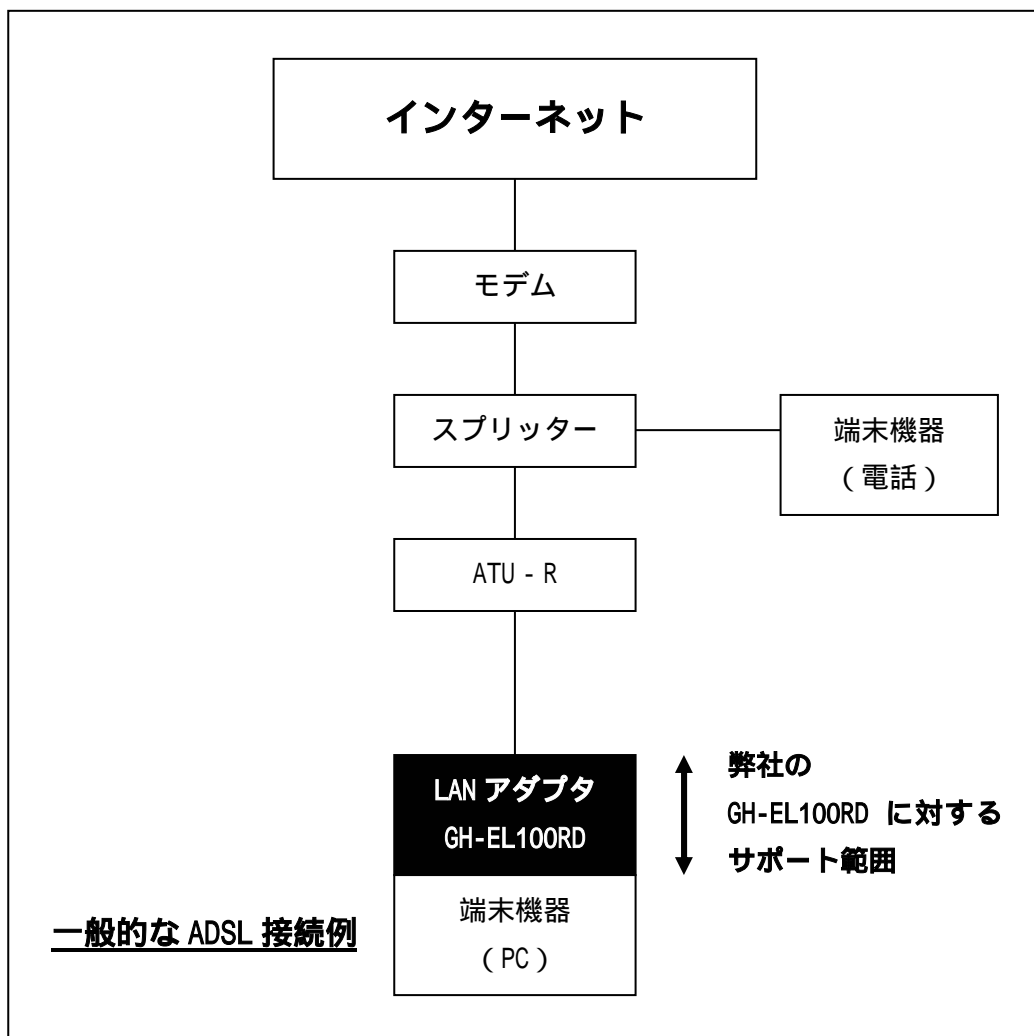 インターネット
モデム
スプリッター
端末機器
（電話）
ATU - R
LAN アダプタ
GH-EL100RD
弊社の
GH-EL100RD に対する
サポート範囲
端末機器
（PC）
一般的な ADSL 接続例